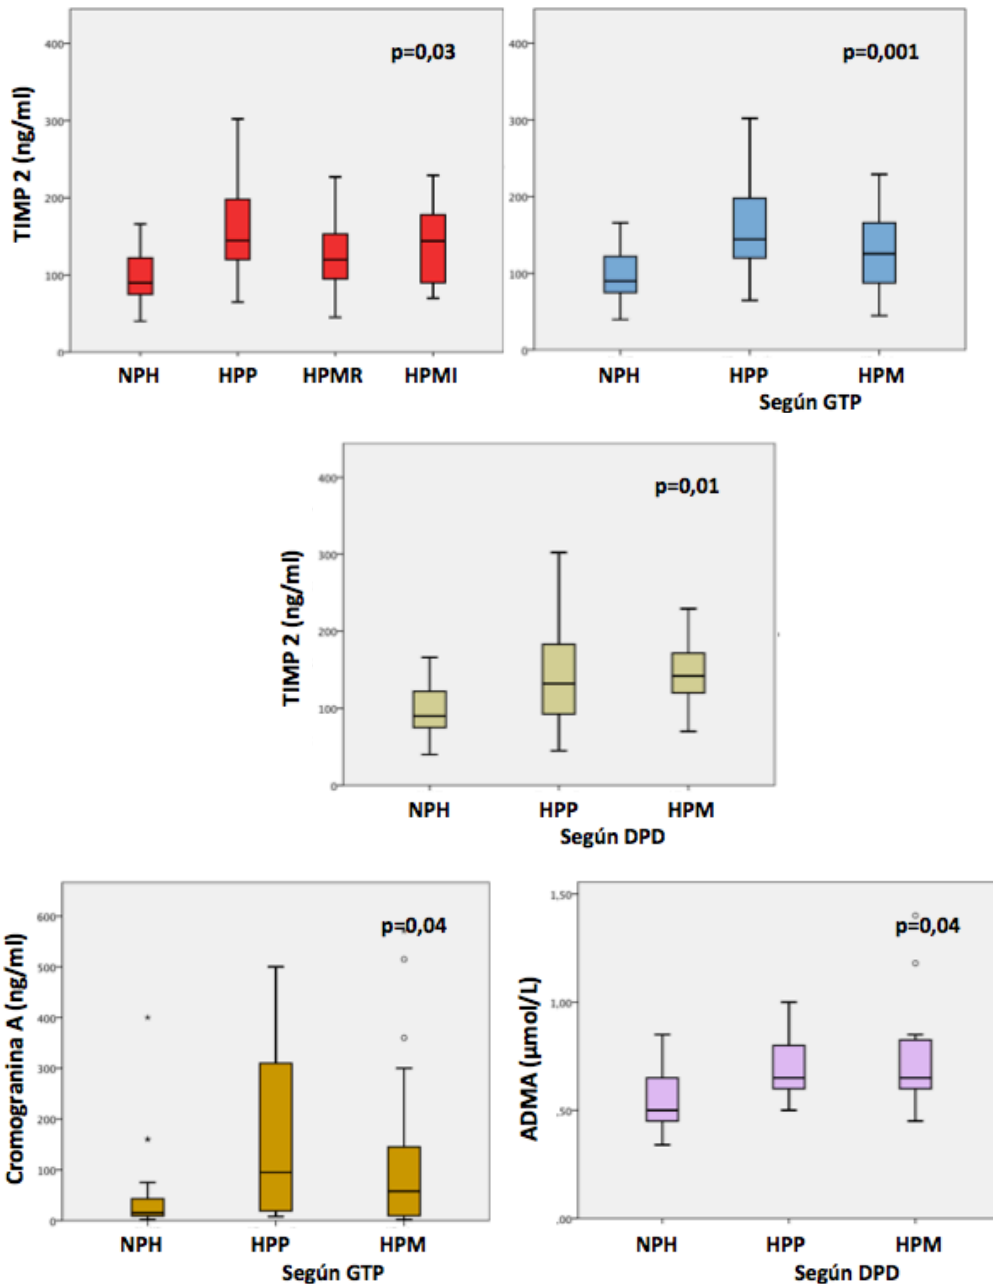 TIMP 2 (ng/ml)
400
300
200
100
0
p=0,03
NPH HPP HPMR HPMI
400
300
200
100
0
p=0,001
NPH HPP HPM
Según GTP
TIMP 2 (ng/ml)
400
300
200
100
0
p=0,01
NPH HPP HPM
Según DPD
Cromogranina A (ng/ml)
600
500
400
300
200
100
0
p=0,04
NPH HPP HPM
Según GTP
ADMA (µmol/L)
1,50
1,00
,50
,00
p=0,04
NPH HPP HPM
Según DPD